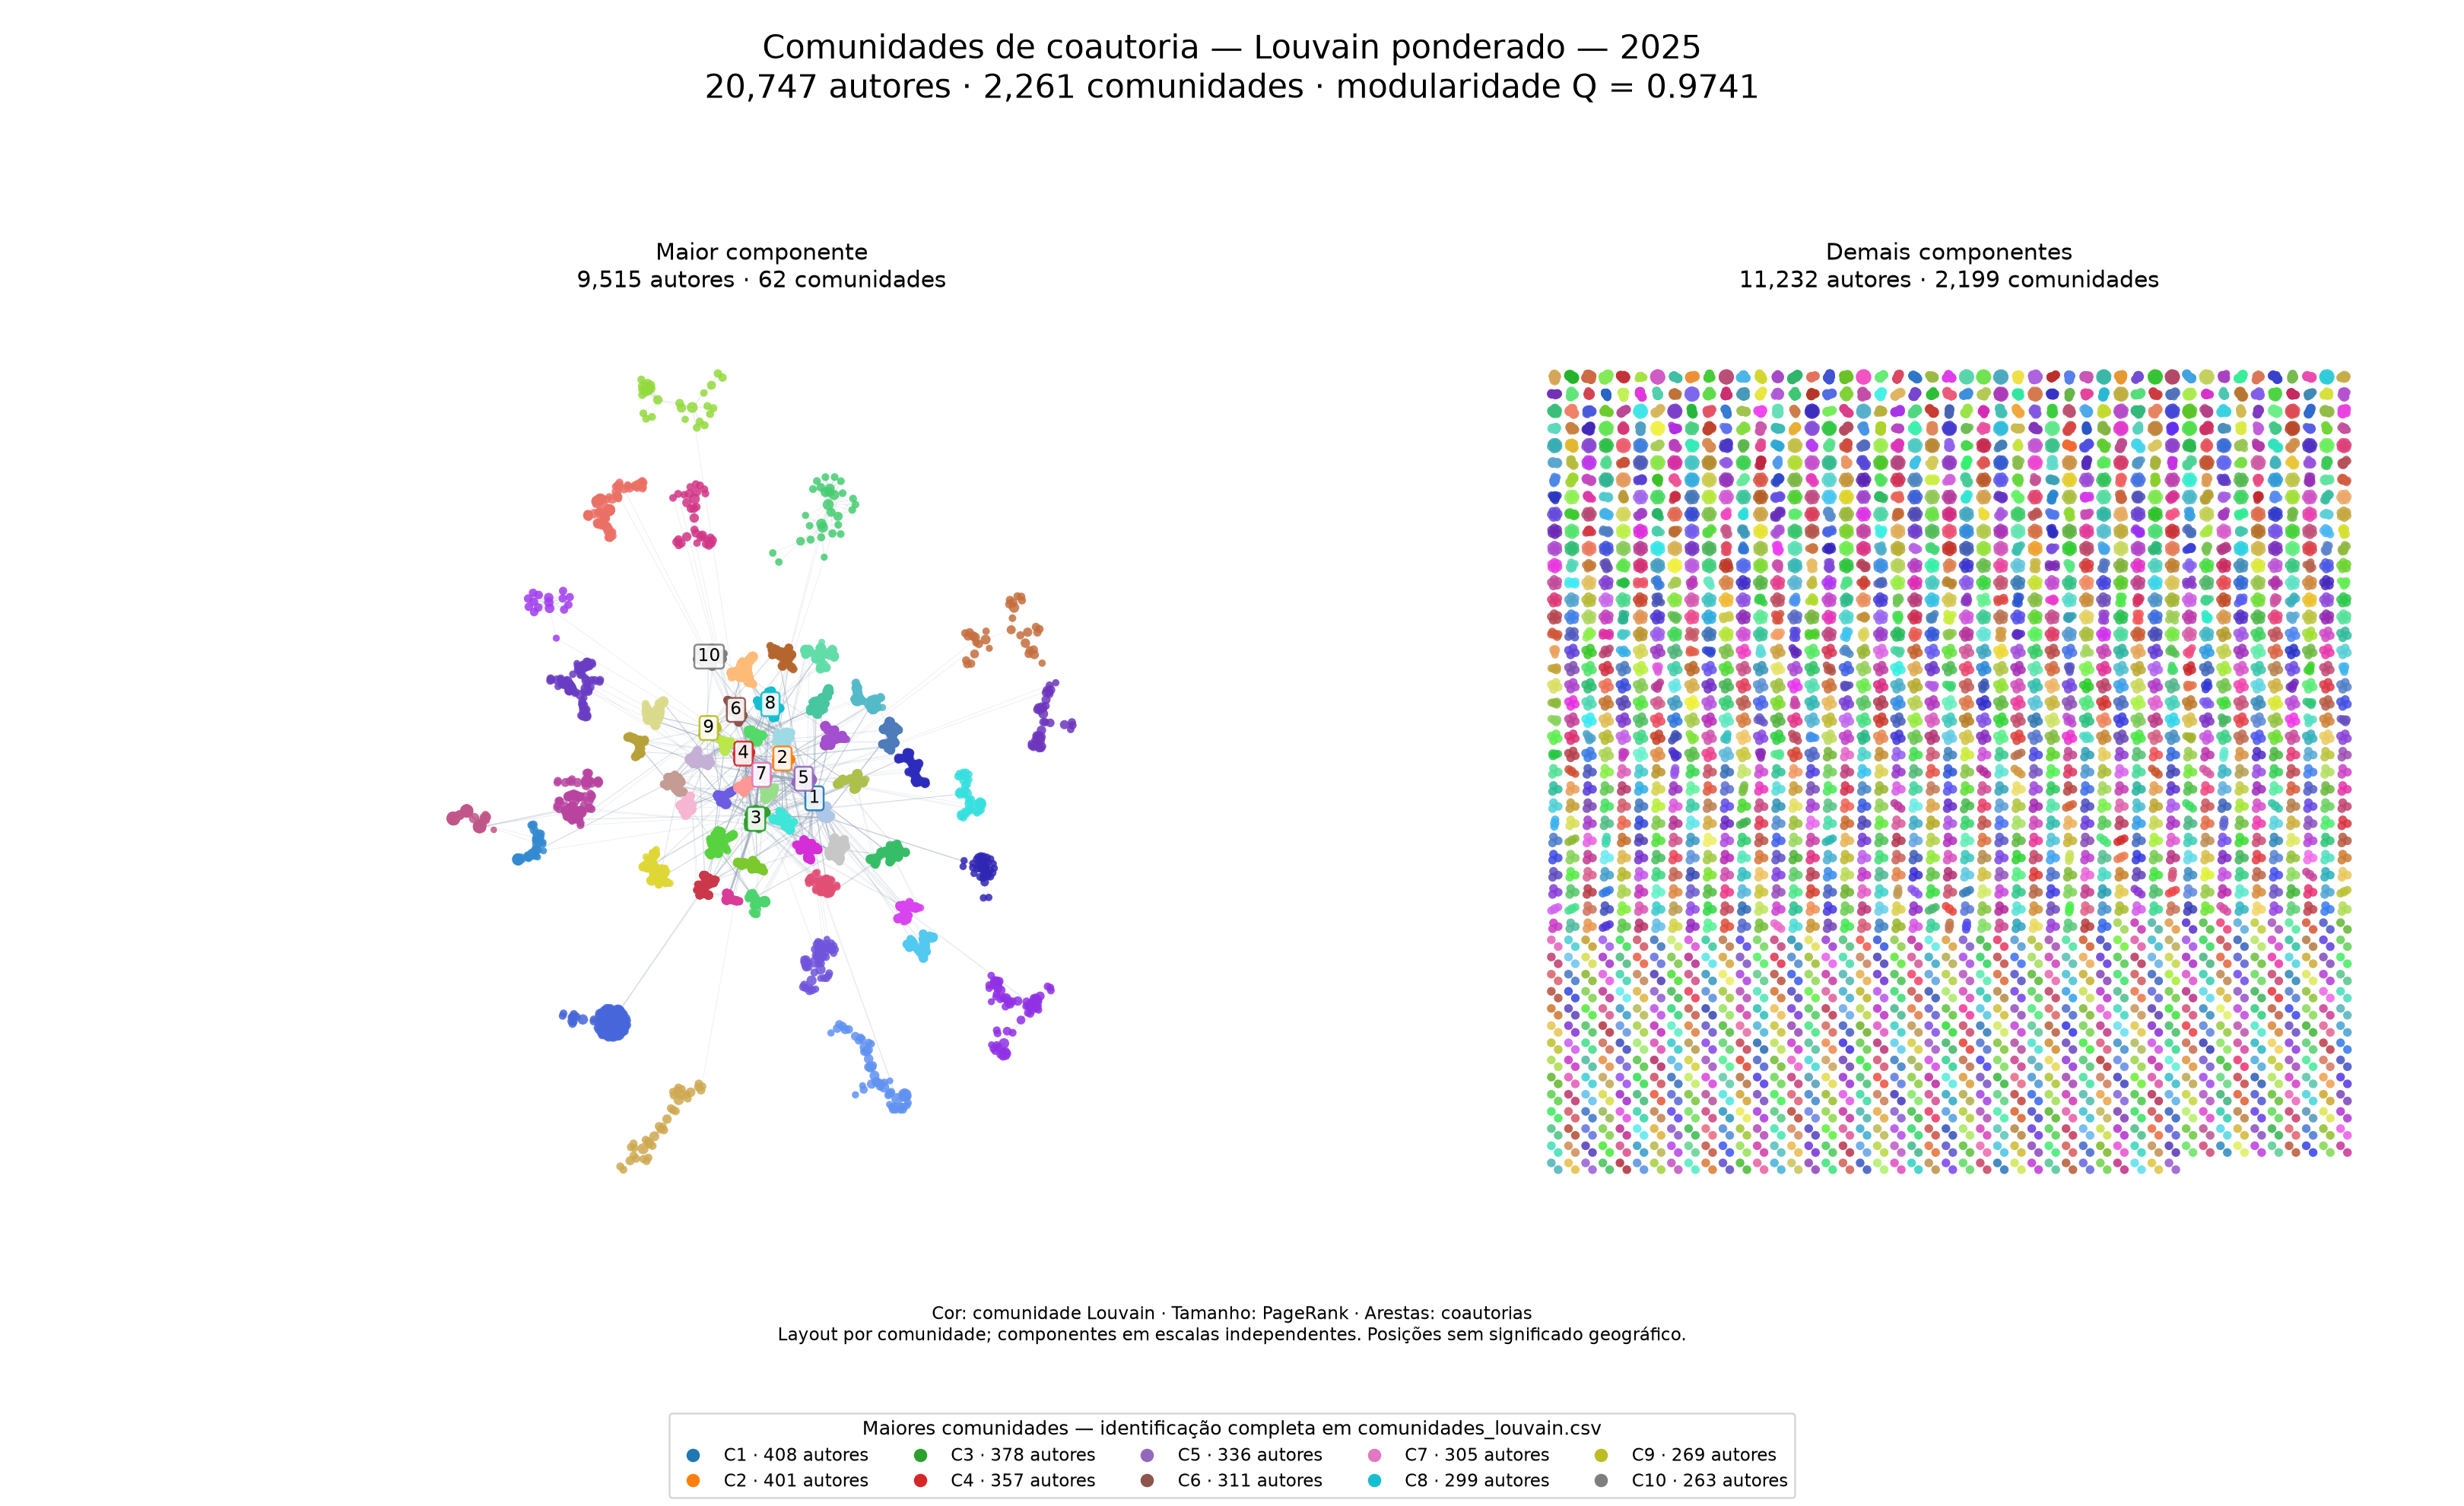 Comunidades de coautoria — Louvain ponderado — 2025
20,747 autores · 2,261 comunidades · modularidade Q = 0.9741
Maior componente
9,515 autores · 62 comunidades
Demais componentes
11,232 autores · 2,199 comunidades
10
8
6
9
4
2
7
5
1
3
Cor: comunidade Louvain · Tamanho: PageRank · Arestas: coautorias
Layout por comunidade; componentes em escalas independentes. Posições sem significado geográfico.
Maiores comunidades — identificação completa em comunidades_louvain.csv
C1 · 408 autores C3 · 378 autores C5 · 336 autores C7 · 305 autores C9 · 269 autores
C2 · 401 autores C4 · 357 autores C6 · 311 autores C8 · 299 autores C10 · 263 autores